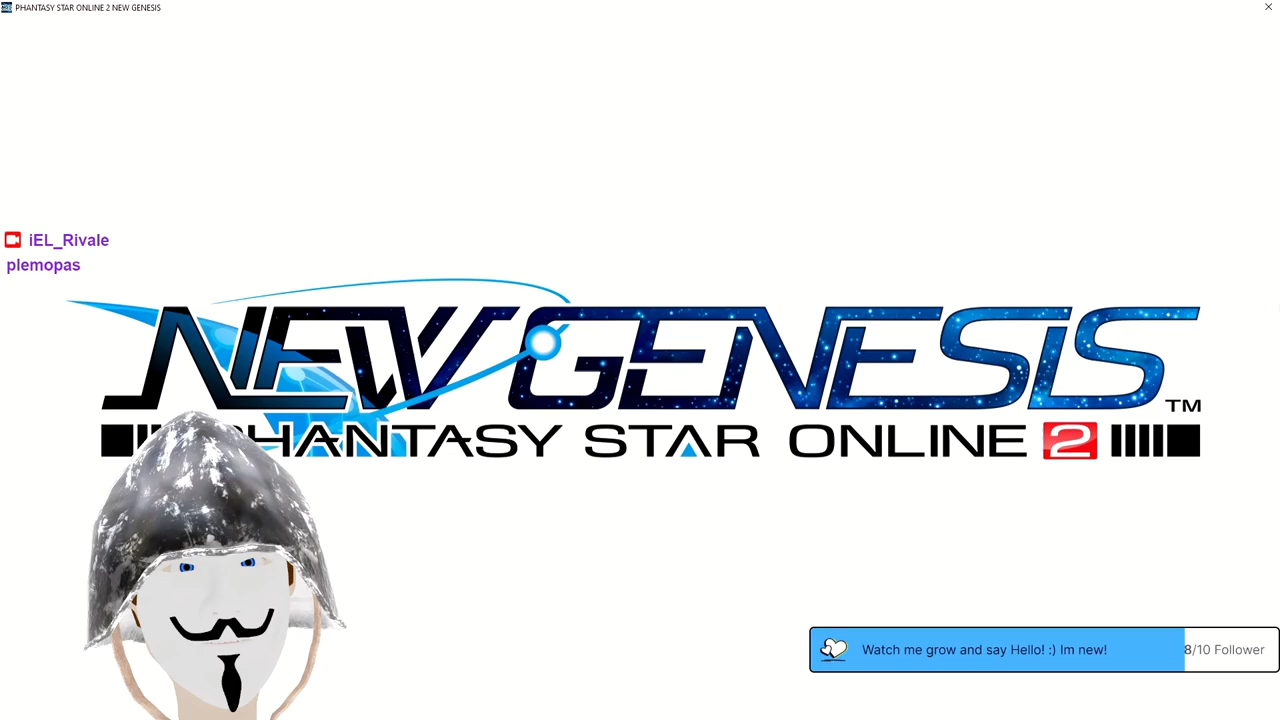 PHANTASY STAR ONLINE 2 NEW GENESIS
iEL_Rivale
plemopas
NEW GENESIS TM
PHANTASY STAR ONLINE 2
Watch me grow and say Hello! :) Im new! 8/10 Follower